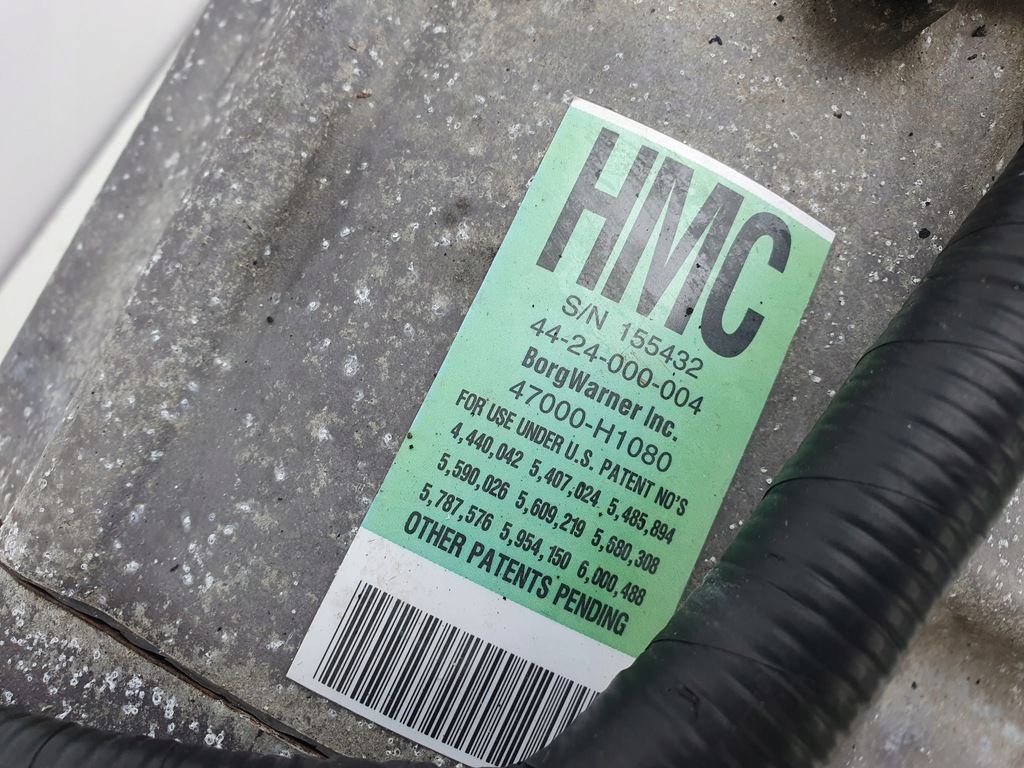 HMC
S/N 155432
44-24-000-004
BorgWarner Inc.
47000-H1080
FOR USE UNDER U.S. PATENT NO'S
4,440,042 5,407,024 5,485,894
5,590,026 5,609,219 5,680,308
5,787,576 5,954,150 6,000,488
OTHER PATENTS PENDING